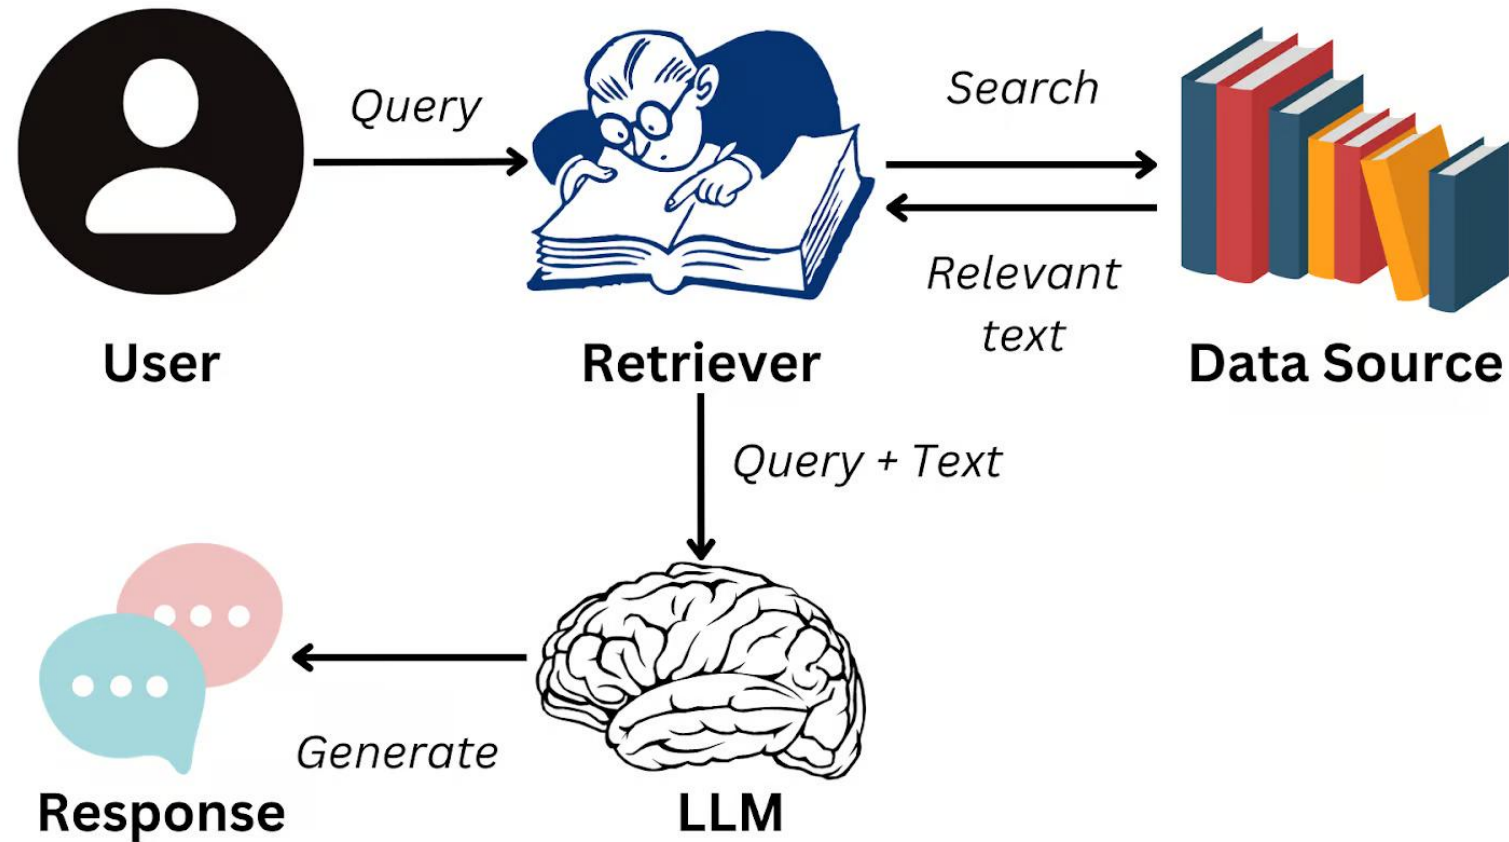 Query
Search
Relevant
text
User
Retriever
Data Source
Query + Text
Generate
Response
LLM